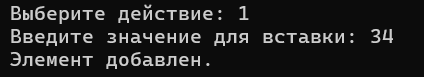 Выберите действие: 1
Введите значение для вставки: 34
Элемент добавлен.